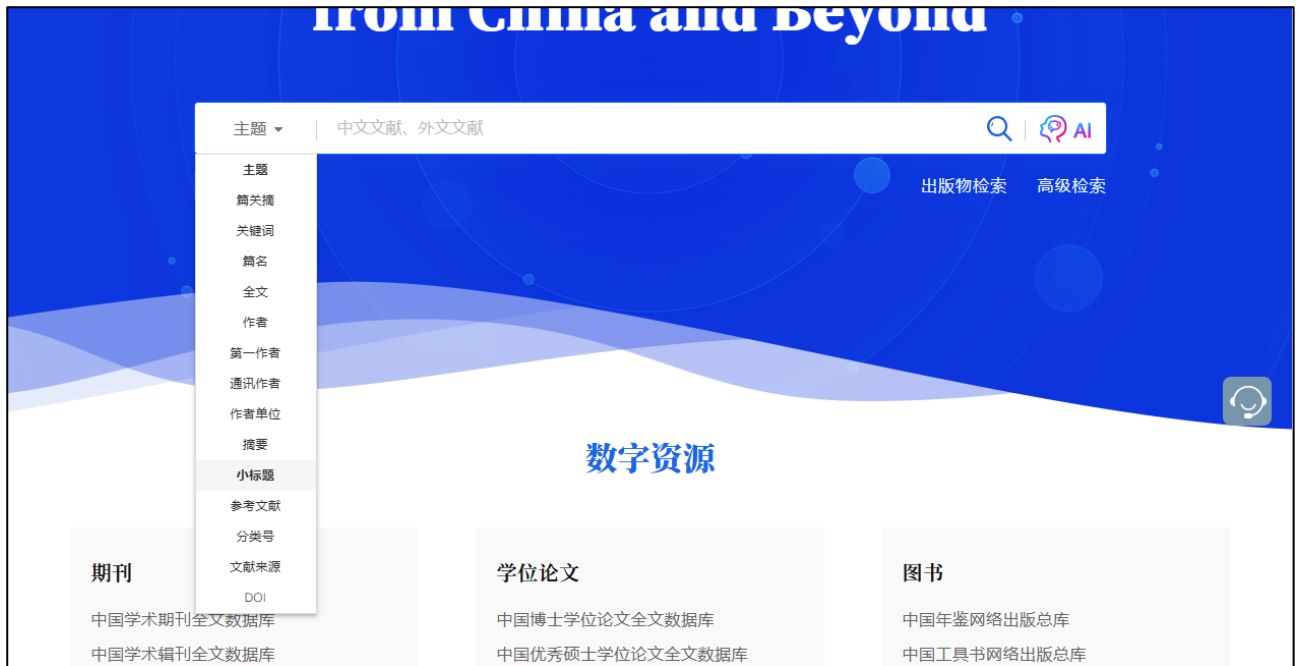 from China and Beyond
主题
中文文献、外文文献
AI
主题
篇关摘
关键词
篇名
全文
作者
第一作者
通讯作者
作者单位
摘要
小标题
参考文献
分类号
文献来源
DOI
出版物检索 高级检索
数字资源
期刊
中国学术期刊全文数据库
中国学术辑刊全文数据库
学位论文
中国博士学位论文全文数据库
中国优秀硕士学位论文全文数据库
图书
中国年鉴网络出版总库
中国工具书网络出版总库